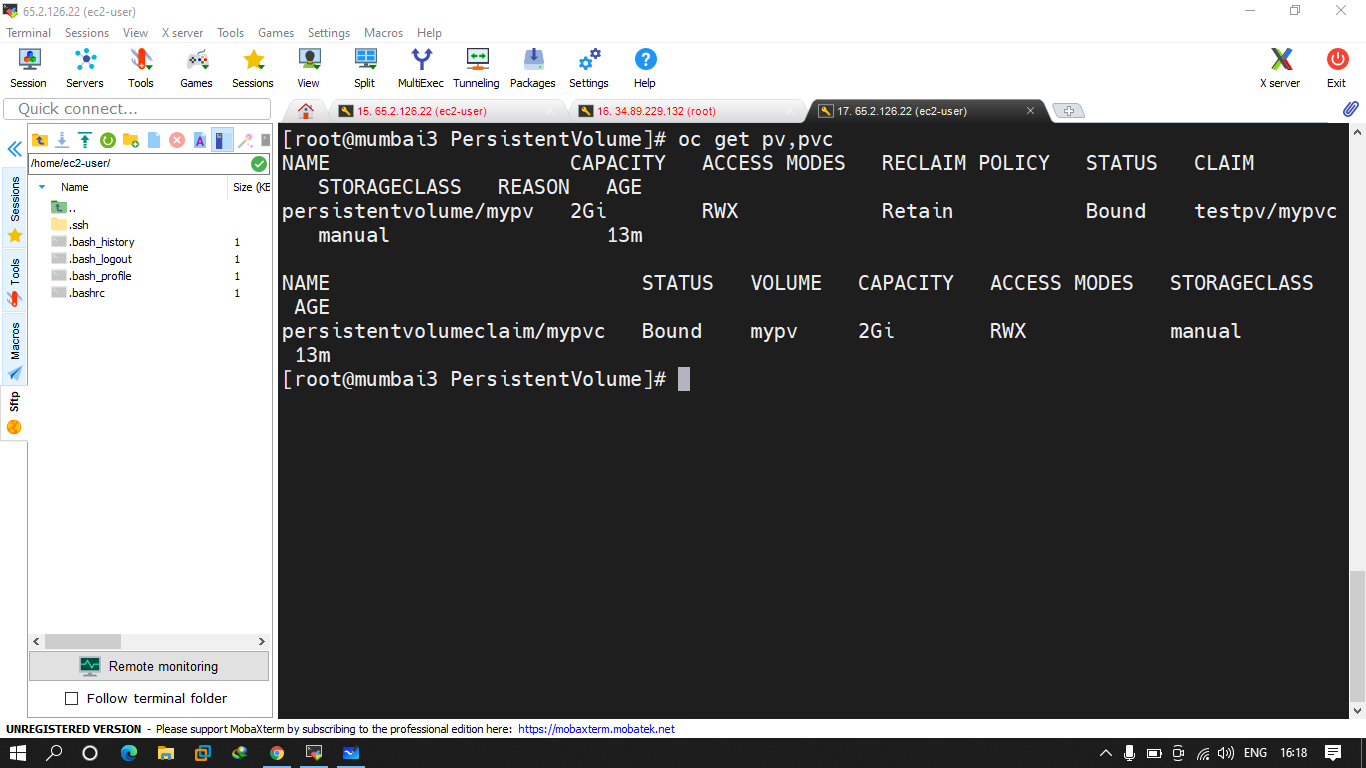 65.2.126.22 (ec2-user)
Terminal Sessions View X server Tools Games Settings Macros Help
Session Servers Tools Games Sessions View Split MultiExec Tunneling Packages Settings Help X server Exit
Quick connect...
15. 65.2.126.22 (ec2-user) 16. 34.89.229.132 (root) 17. 65.2.126.22 (ec2-user)
/home/ec2-user/
Name Size (KB
..
.ssh
.bash_history 1
.bash_logout 1
.bash_profile 1
.bashrc 1
Sessions
Tools
Macros
Sftp
Remote monitoring
Follow terminal folder
[root@mumbai3 PersistentVolume]# oc get pv,pvc
NAME CAPACITY ACCESS MODES RECLAIM POLICY STATUS CLAIM
STORAGECLASS REASON AGE
persistentvolume/mypv 2Gi RWX Retain Bound testpv/mypvc
manual 13m
NAME STATUS VOLUME CAPACITY ACCESS MODES STORAGECLASS
AGE
persistentvolumeclaim/mypvc Bound mypv 2Gi RWX manual
13m
[root@mumbai3 PersistentVolume]#
UNREGISTERED VERSION - Please support MobaXterm by subscribing to the professional edition here: https://mobaxterm.mobatek.net
ENG 16:18